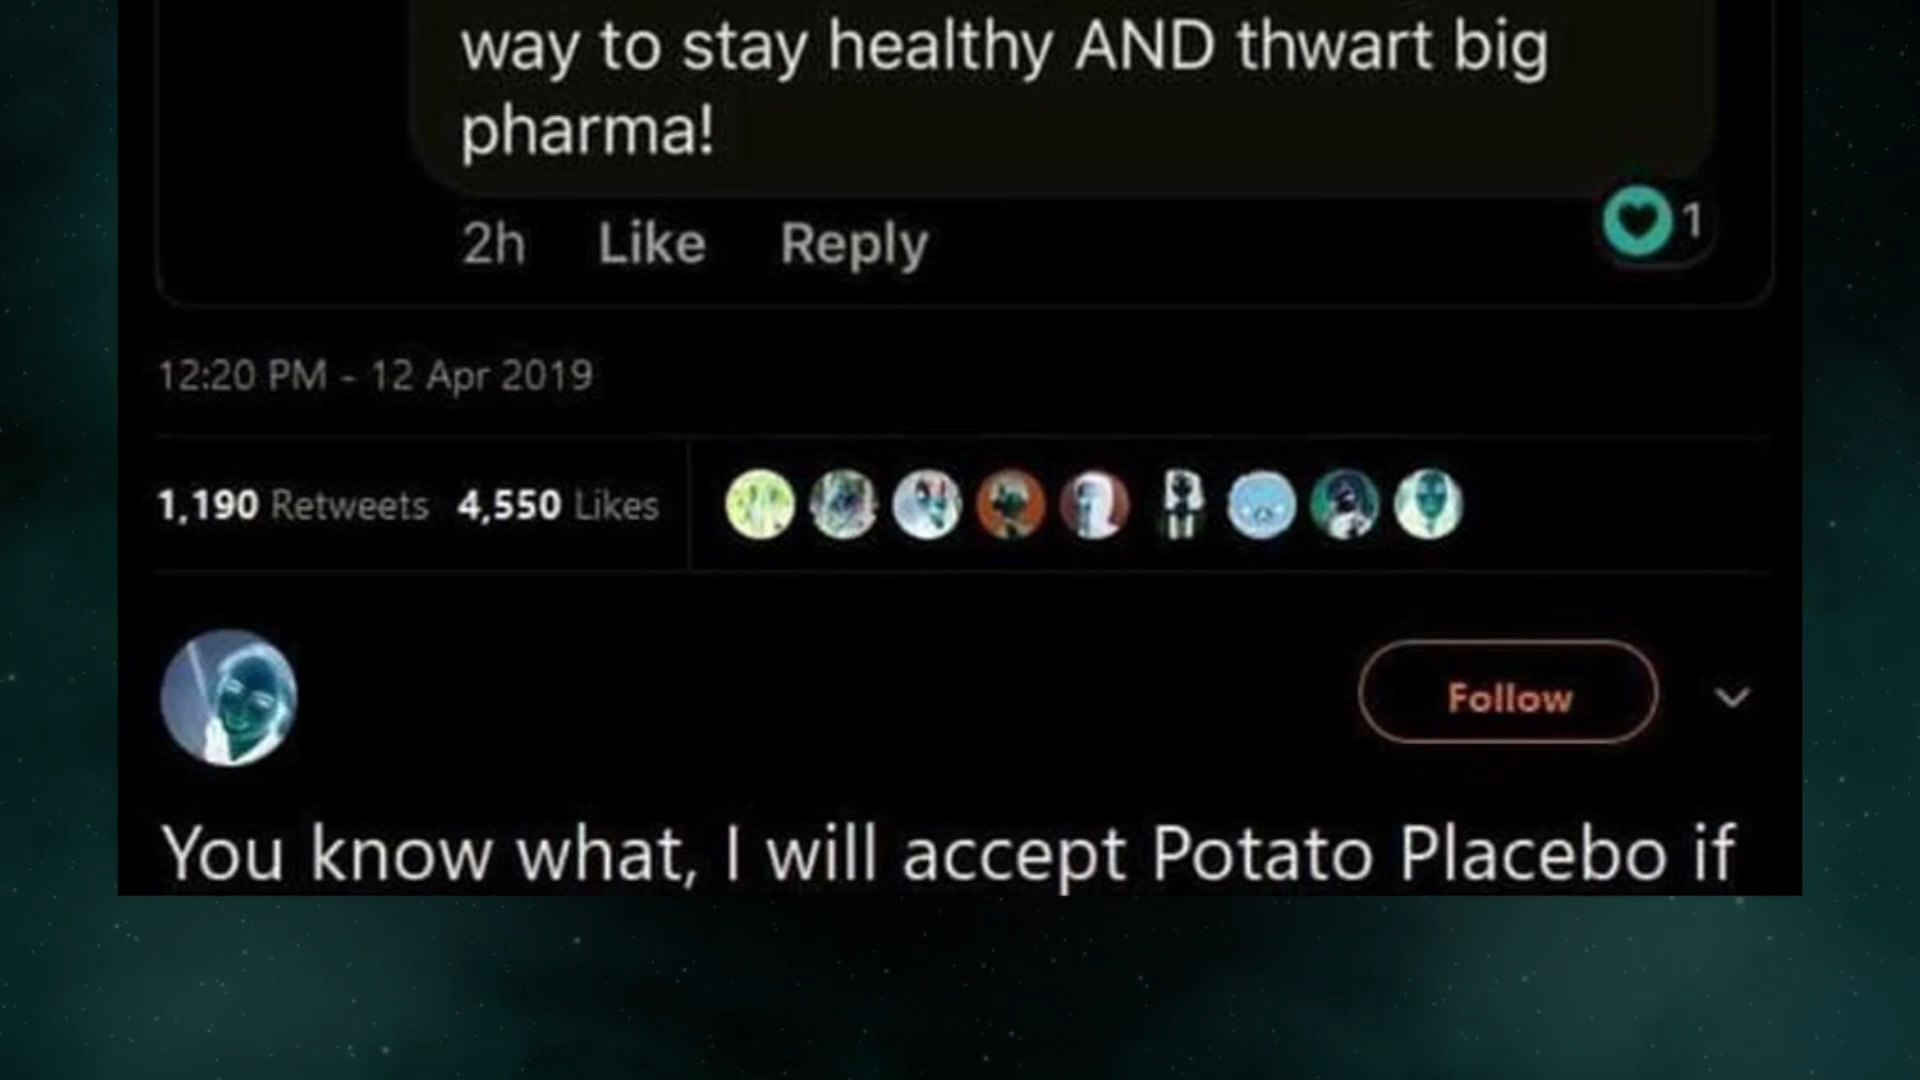 way to stay healthy AND thwart big
pharma!
2h Like Reply
1
12:20 PM - 12 Apr 2019
1,190 Retweets 4,550 Likes
Follow
You know what, I will accept Potato Placebo if